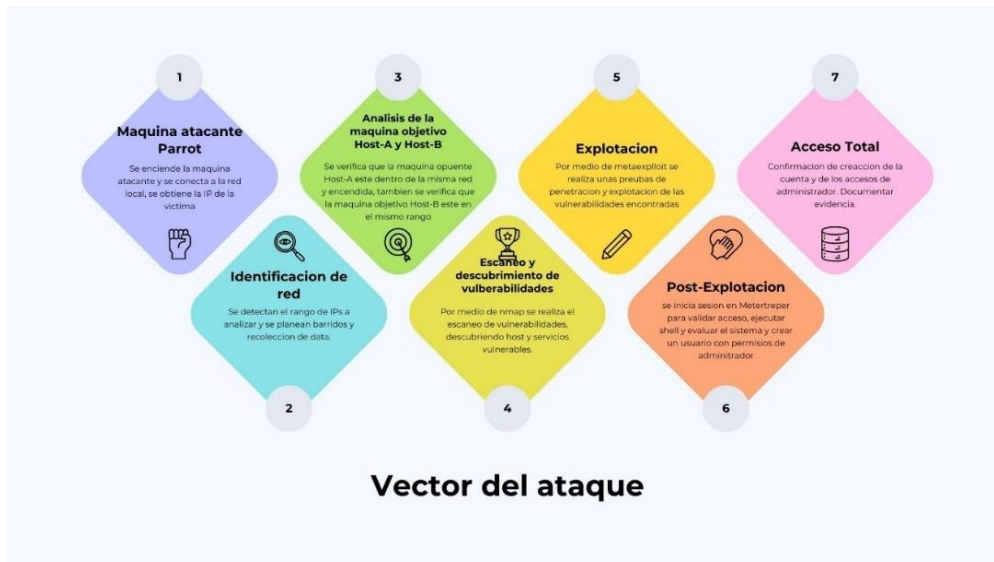 1
Maquina atacante
Parrot
Se enciende la maquina
atacante y se conecta a la red
local, se obtiene la IP de la
victima
Identificacion de
red
Se detectan el rango de IPs a
analizar y se planean barridos y
recoleccion de data.
2
3
Analisis de la
maquina objetivo
Host-A y Host-B
Se verifica que la maquina opuente
Host-A este dentro de la misma red
y encendida, tambien se verifica que
la maquina objetivo Host-B este en
el mismo rango
Escaneo y
descubrimiento de
vulberabilidades
Por medio de nmap se realiza el
escaneo de vulnerabilidades,
descubriendo host y servicios
vulnerables.
4
5
Explotacion
Por medio de metaexplloit se
realiza unas preubas de
penetracion y explotacion de las
vulnerabilidades encontradas
Post-Explotacion
se inicia sesion en Metertreper
para validar acceso, ejecutar
shell y evaluar el sistema y crear
un usuario con permisios de
adminitrador
6
7
Acceso Total
Confirmacion de creaccion de la
cuenta y de los accesos de
administrador. Documentar
evidencia.
Vector del ataque